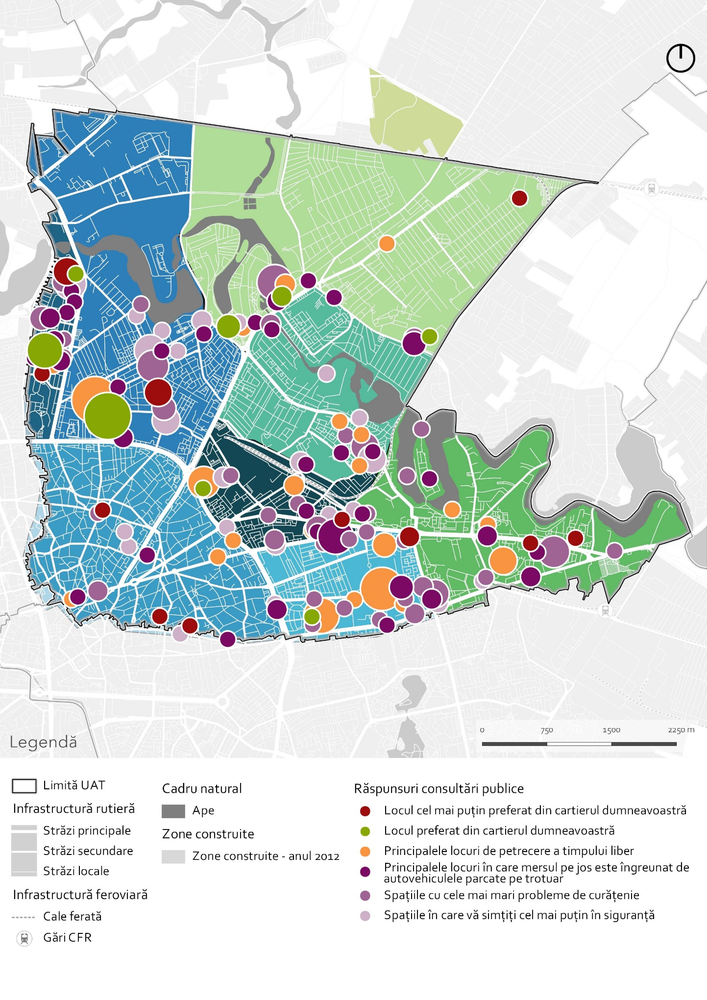 0 750 1500 2250 m
Legendă
Limită UAT
Infrastructură rutieră
Străzi principale
Străzi secundare
Străzi locale
Infrastructură feroviară
Cale ferată
Gări CFR
Cadru natural
Ape
Zone construite
Zone construite - anul 2012
Răspunsuri consultări publice
Locul cel mai puțin preferat din cartierul dumneavoastră
Locul preferat din cartierul dumneavoastră
Principalele locuri de petrecere a timpului liber
Principalele locuri în care mersul pe jos este îngreunat de
autovehiculele parcate pe trotuar
Spațiile cu cele mai mari probleme de curățenie
Spațiile în care vă simțiți cel mai puțin în siguranță